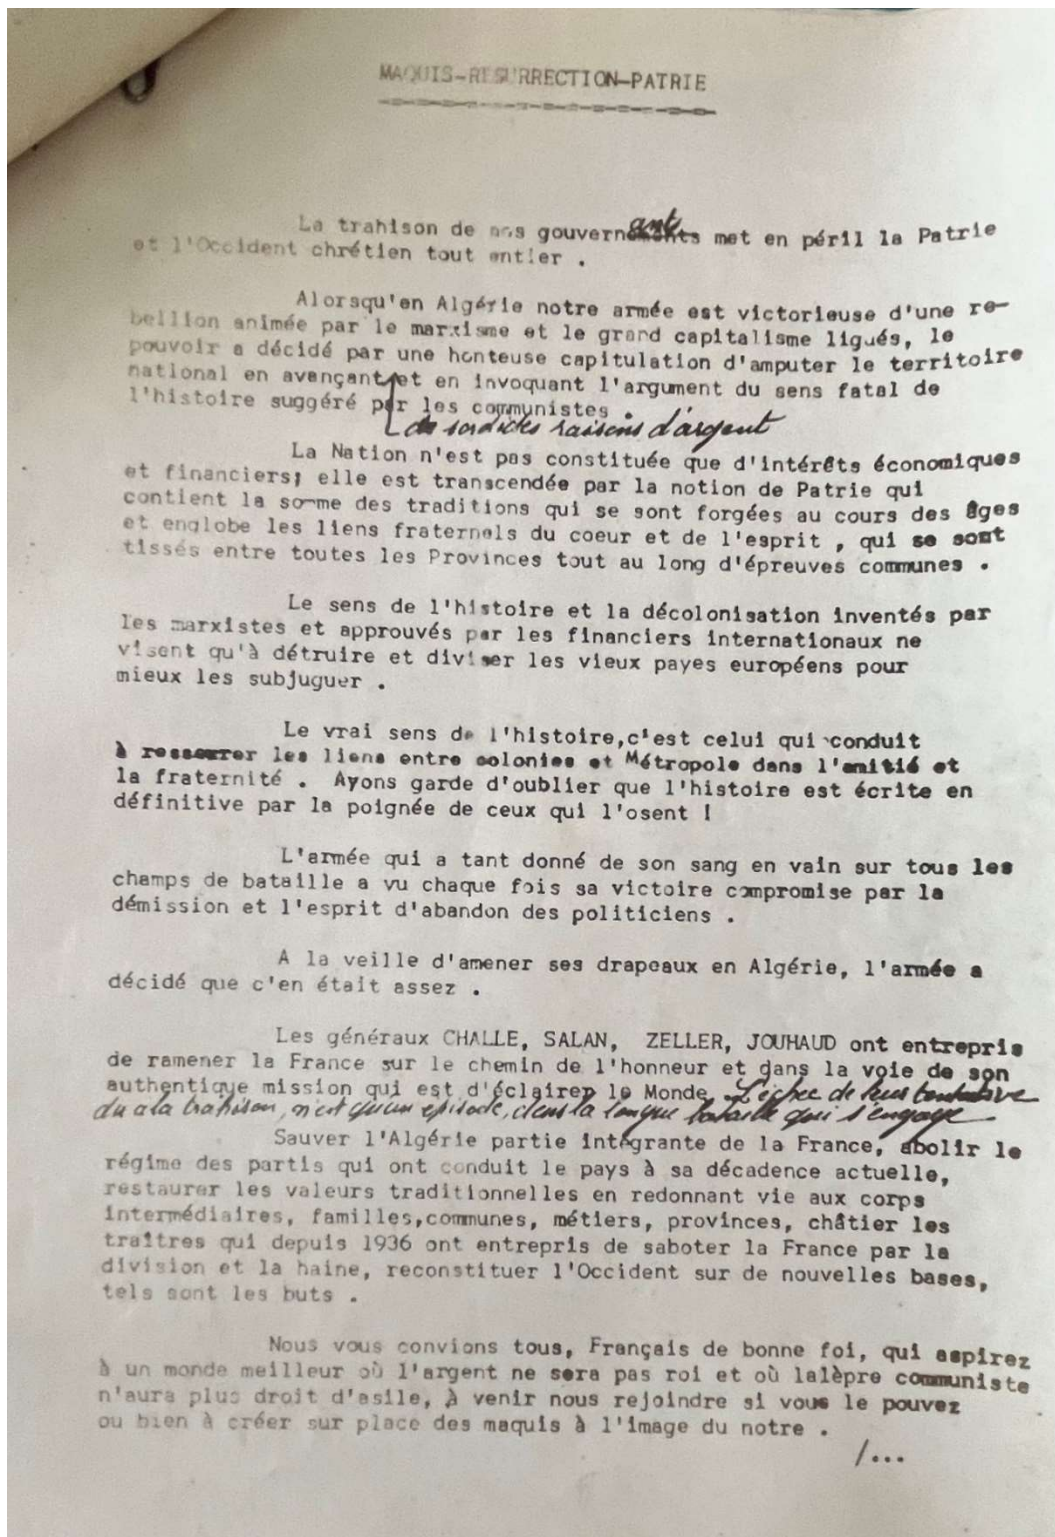 MAQUIS-RESURRECTION-PATRIE
La trahison de nos gouvernants met en péril la Patrie
et l'Occident chrétien tout entier .
Alorsqu'en Algérie notre armée est victorieuse d'une re-
bellion animée par le marxisme et le grand capitalisme ligués, le
pouvoir a décidé par une honteuse capitulation d'amputer le territoire
national en avançant et en invoquant l'argument du sens fatal de
l'histoire suggéré par les communistes .
de sordides raisons d'argent
La Nation n'est pas constituée que d'intérêts économiques
et financiers; elle est transcendée par la notion de Patrie qui
contient la somme des traditions qui se sont forgées au cours des âges
et englobe les liens fraternels du coeur et de l'esprit , qui se sont
tissés entre toutes les Provinces tout au long d'épreuves communes .
Le sens de l'histoire et la décolonisation inventés par
les marxistes et approuvés par les financiers internationaux ne
visent qu'à détruire et diviser les vieux payes européens pour
mieux les subjuguer .
Le vrai sens de l'histoire,c'est celui qui conduit
à resserrer les liens entre colonies et Métropole dans l'amitié et
la fraternité . Ayons garde d'oublier que l'histoire est écrite en
définitive par la poignée de ceux qui l'osent !
L'armée qui a tant donné de son sang en vain sur tous les
champs de bataille a vu chaque fois sa victoire compromise par la
démission et l'esprit d'abandon des politiciens .
A la veille d'amener ses drapeaux en Algérie, l'armée a
décidé que c'en était assez .
Les généraux CHALLE, SALAN, ZELLER, JOUHAUD ont entrepris
de ramener la France sur le chemin de l'honneur et dans la voie de son
authentique mission qui est d'éclairer le Monde. L'échec de leur tentative
du a la trahison, n'est qu'un épisode, dans la longue bataille qui s'engage
Sauver l'Algérie partie intégrante de la France, abolir le
régime des partis qui ont conduit le pays à sa décadence actuelle,
restaurer les valeurs traditionnelles en redonnant vie aux corps
intermédiaires, familles,communes, métiers, provinces, châtier les
traîtres qui depuis 1936 ont entrepris de saboter la France par la
division et la haine, reconstituer l'Occident sur de nouvelles bases,
tels sont les buts .
Nous vous convions tous, Français de bonne foi, qui aspirez
à un monde meilleur où l'argent ne sera pas roi et où lalèpre communiste
n'aura plus droit d'asile, à venir nous rejoindre si vous le pouvez
ou bien à créer sur place des maquis à l'image du notre .
/...